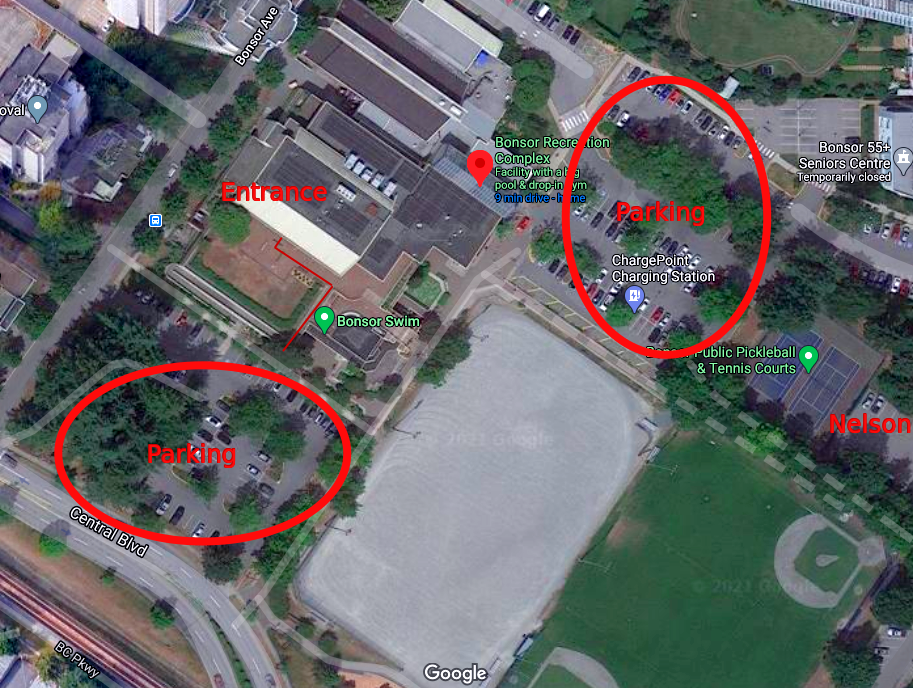 Bonsor Ave
oval
Bonsor Recreation
Complex
Facility with a big
pool & drop-in gym
9 min drive - home
Bonsor 55+
Seniors Centre
Temporarily closed
Entrance
Parking
ChargePoint
Charging Station
Bonsor Swim
Bonsor Public Pickleball
& Tennis Courts
Nelson
Parking
© 2021 Google
Central Blvd
© 2021 Google
BC Pkwy
Google